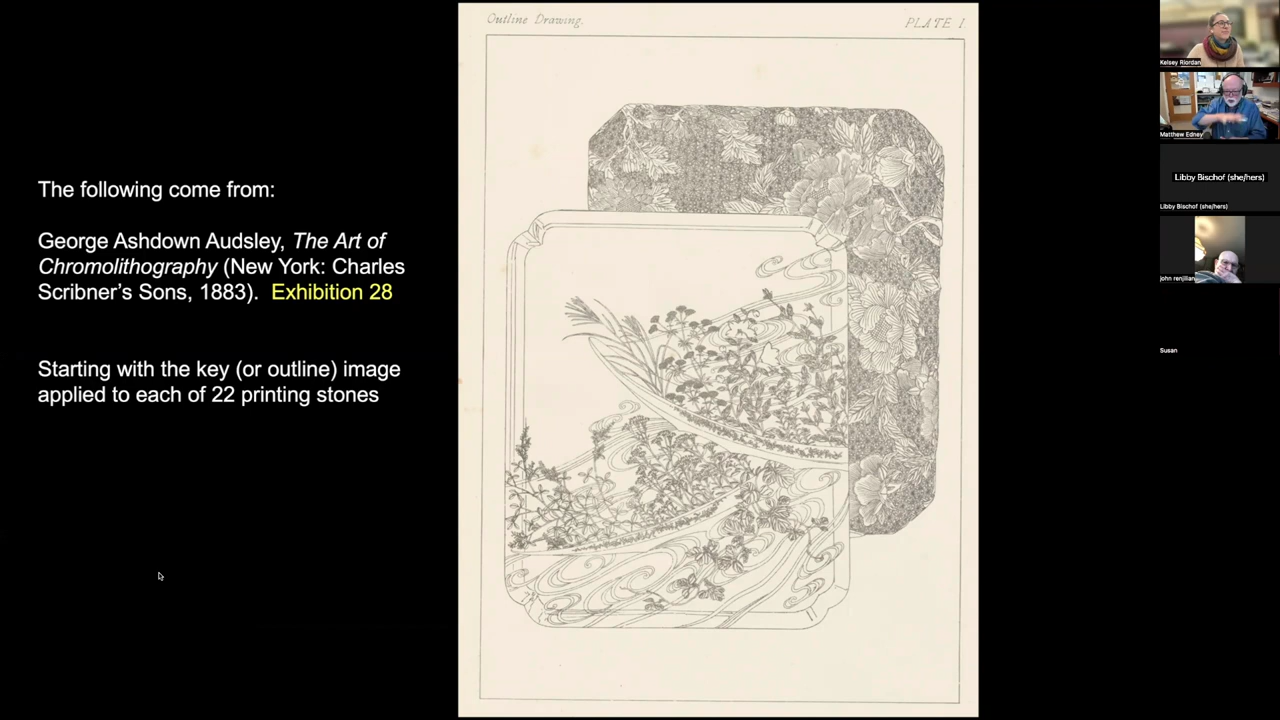 The following come from:
George Ashdown Audsley, The Art of
Chromolithography (New York: Charles
Scribner’s Sons, 1883). Exhibition 28
Starting with the key (or outline) image
applied to each of 22 printing stones
Outline Drawing.
PLATE I.
Kelsey Riordan
Matthew Edney
Libby Bischof (she/hers)
Libby Bischof (she/hers)
john renjilian
Susan